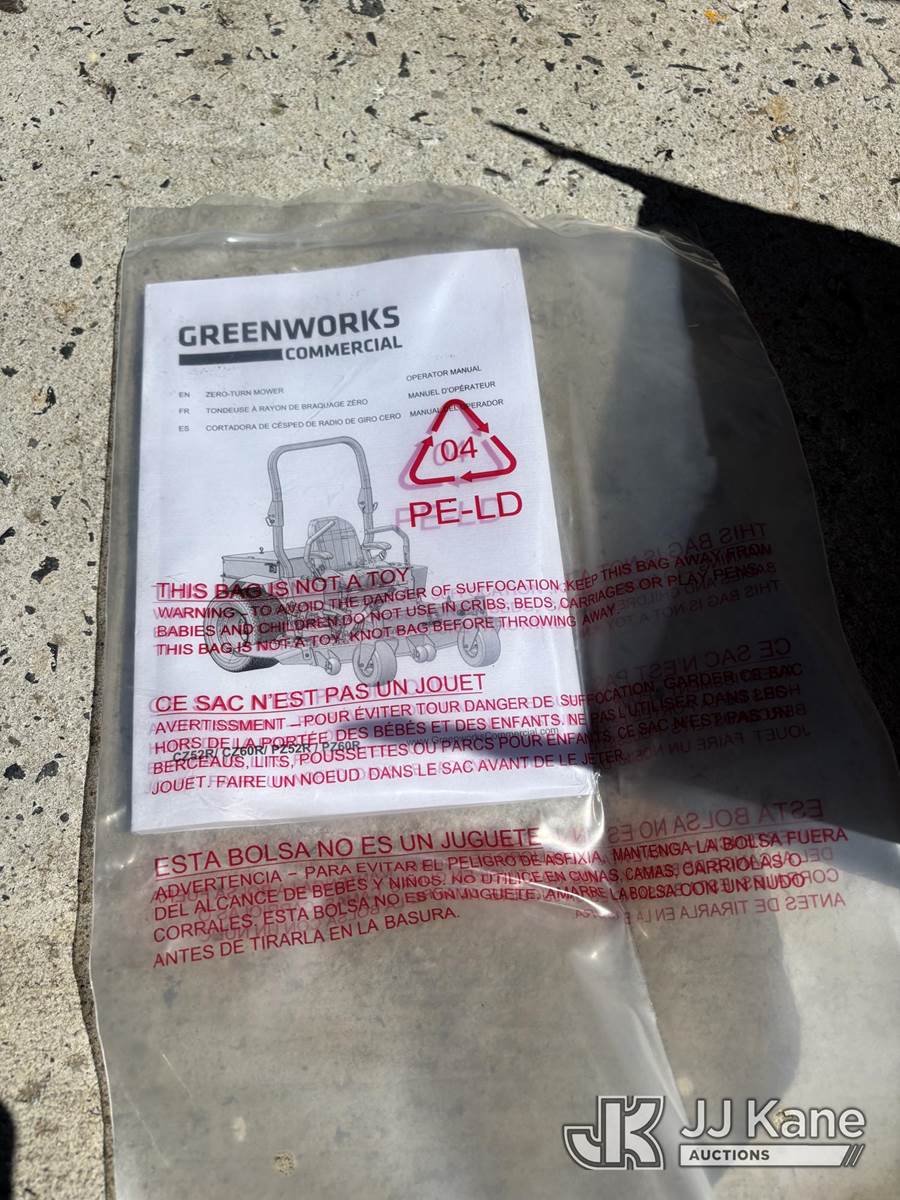 GREENWORKS
COMMERCIAL
EN ZERO-TURN MOWER OPERATOR MANUAL
FR TONDEUSE À RAYON DE BRAQUAGE ZÉRO MANUEL D'OPÉRATEUR
ES CORTADORA DE CÉSPED DE RADIO DE GIRO CERO MANUAL DEL OPERADOR
04
PE-LD
THIS BAG IS NOT A TOY
WARNING - TO AVOID THE DANGER OF SUFFOCATION KEEP THIS BAG AWAY FROM
BABIES AND CHILDREN. DO NOT USE IN CRIBS, BEDS, CARRIAGES OR PLAY PENS.
THIS BAG IS NOT A TOY. KNOT BAG BEFORE THROWING AWAY.
CE SAC N'EST PAS UN JOUET
AVERTISSMENT – POUR ÉVITER TOUR DANGER DE SUFFOCATION, GARDER CE SAC
HORS DE LA PORTÉE DES BÉBÉS ET DES ENFANTS. NE PAS L'UTILISER DANS LES
BERCEAUX, LITS, POUSSETTES OU PARCS POUR ENFANTS, CE SAC N'EST PAS UN
JOUET. FAIRE UN NOEUD DANS LE SAC AVANT DE LE JETER.
CZ52R/ CZ60R/ PZ52R / PZ60R www.GreenworksCommercial.com
ESTA BOLSA NO ES UN JUGUETE
ADVERTENCIA – PARA EVITAR EL PELIGRO DE ASFIXIA, MANTENGA LA BOLSA FUERA
DEL ALCANCE DE BEBÉS Y NIÑOS. NO UTILICE EN CUNAS, CAMAS, CARRIOLAS O
CORRALES, ESTA BOLSA NO ES UN JUGUETE, AMARRE LA BOLSA CON UN NUDO
ANTES DE TIRARLA EN LA BASURA.
JK JJ Kane
AUCTIONS